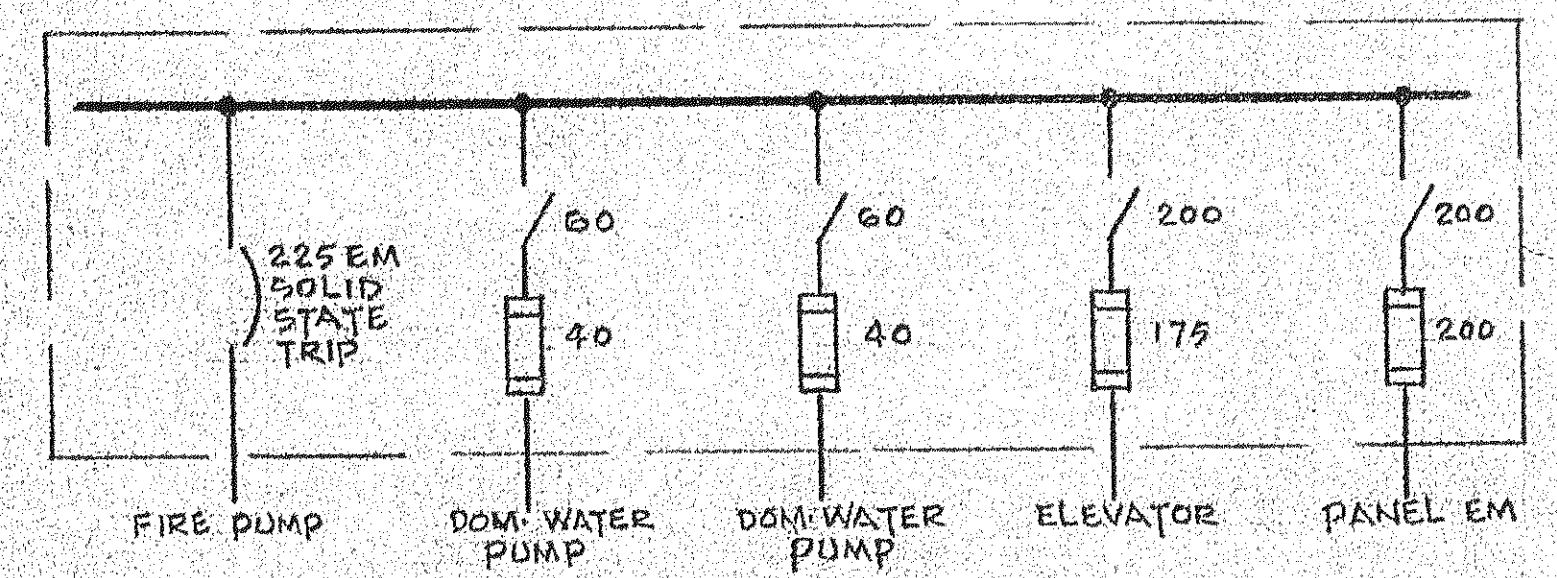 225 EM
SOLID
STATE
TRIP
60
40
60
40
200
175
200
200
FIRE PUMP
DOM. WATER
PUMP
DOM. WATER
PUMP
ELEVATOR
PANEL EM